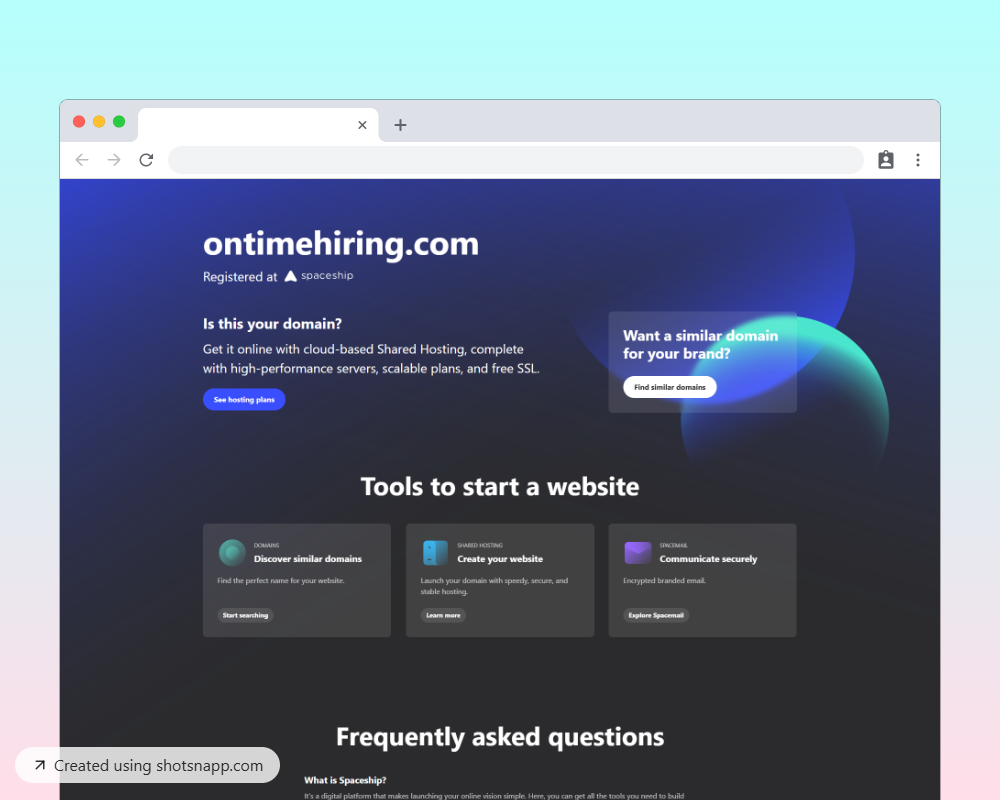 ontimehiring.com
Registered at spaceship
Is this your domain?
Get it online with cloud-based Shared Hosting, complete
with high-performance servers, scalable plans, and free SSL.
See hosting plans
Want a similar domain
for your brand?
Find similar domains
Tools to start a website
DOMAINS
Discover similar domains
Find the perfect name for your website.
Start searching
SHARED HOSTING
Create your website
Launch your domain with speedy, secure, and
stable hosting.
Learn more
SPACEMAIL
Communicate securely
Encrypted branded email.
Explore Spacemail
Frequently asked questions
What is Spaceship?
It's a digital platform that makes launching your online vision simple. Here, you can get all the tools you need to build
Created using shotsnapp.com